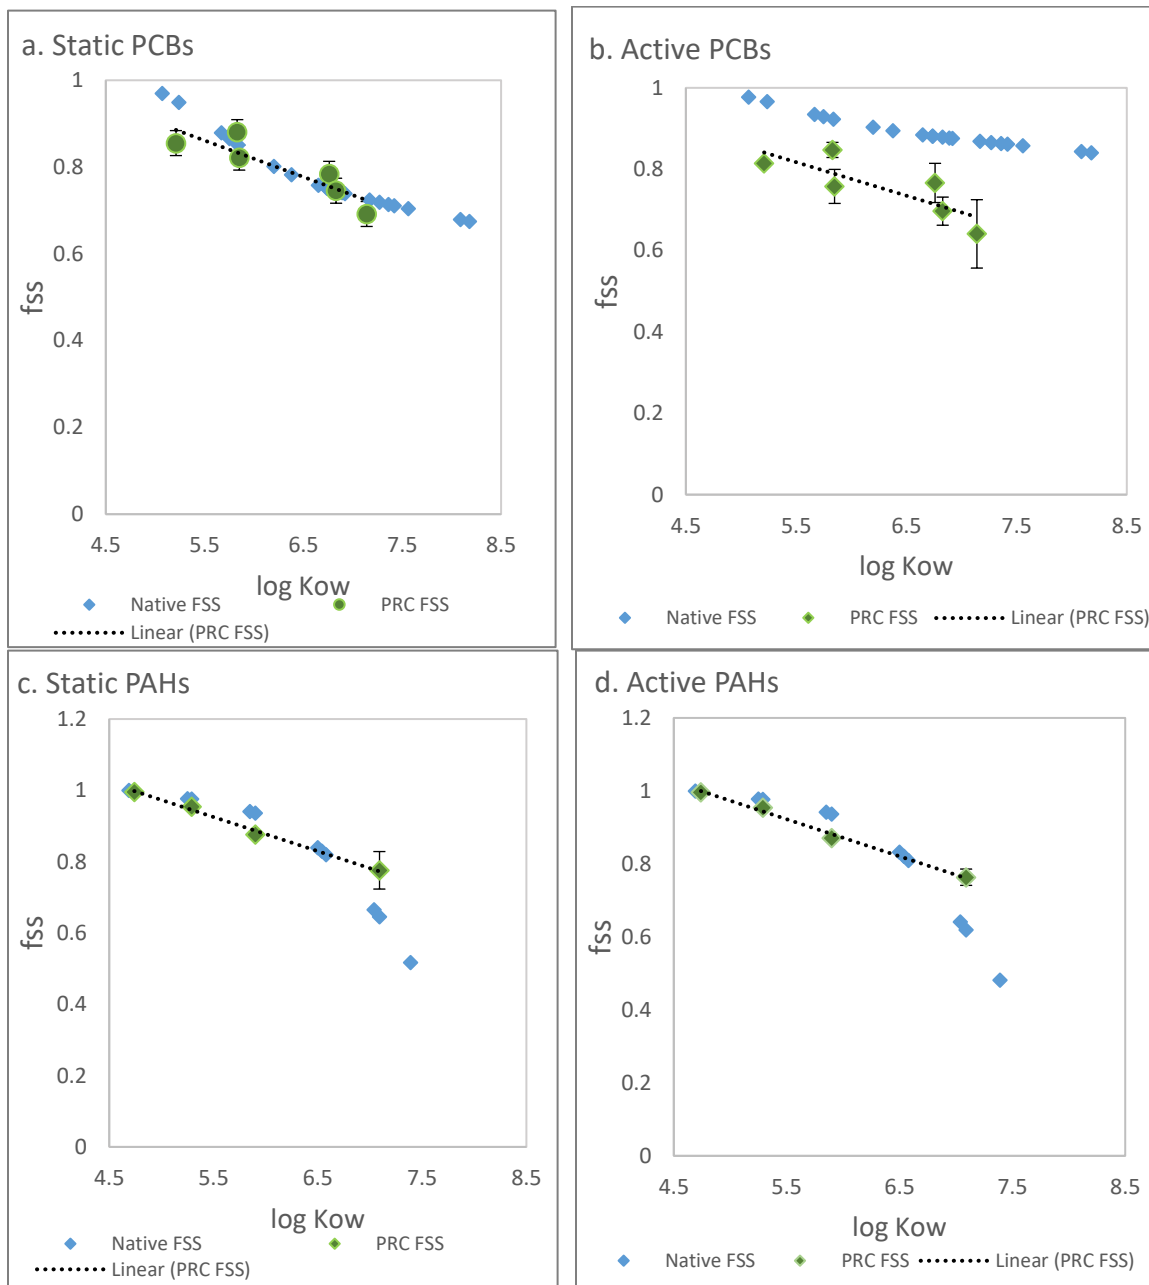 a. Static PCBs
1
0.8
0.6
0.4
0.2
0
fss
4.5 5.5 6.5 7.5 8.5
log Kow
Native FSS PRC FSS
Linear (PRC FSS)
b. Active PCBs
1
0.8
0.6
0.4
0.2
0
fss
4.5 5.5 6.5 7.5 8.5
log Kow
Native FSS PRC FSS Linear (PRC FSS)
c. Static PAHs
1.2
1
0.8
0.6
0.4
0.2
0
fss
4.5 5.5 6.5 7.5 8.5
log Kow
Native FSS PRC FSS
Linear (PRC FSS)
d. Active PAHs
1.2
1
0.8
0.6
0.4
0.2
0
fss
4.5 5.5 6.5 7.5 8.5
log Kow
Native FSS PRC FSS Linear (PRC FSS)